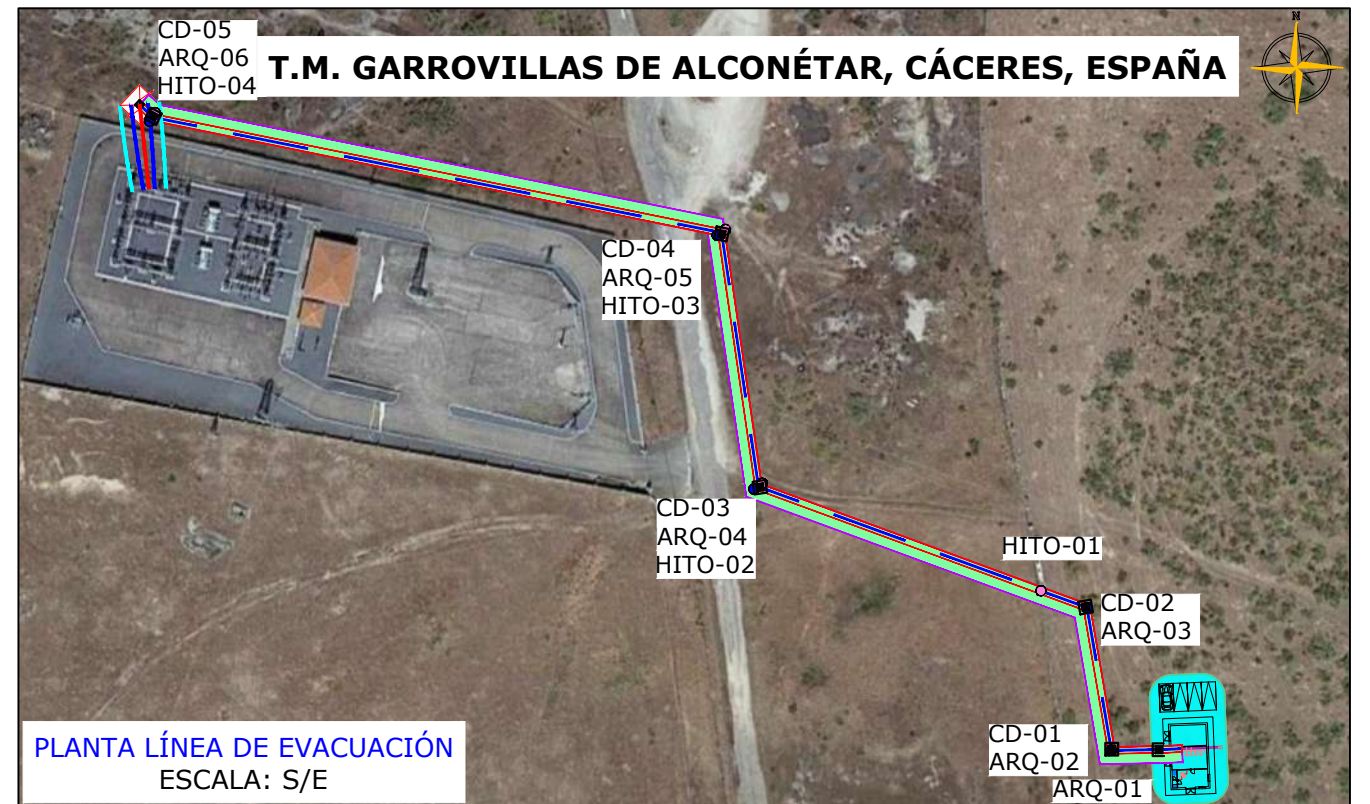 CD-05
ARQ-06
HITO-04
T.M. GARROVILLAS DE ALCONÉTAR, CÁCERES, ESPAÑA
N
CD-04
ARQ-05
HITO-03
CD-03
ARQ-04
HITO-02
HITO-01
CD-02
ARQ-03
CD-01
ARQ-02
ARQ-01
PLANTA LÍNEA DE EVACUACIÓN
ESCALA: S/E